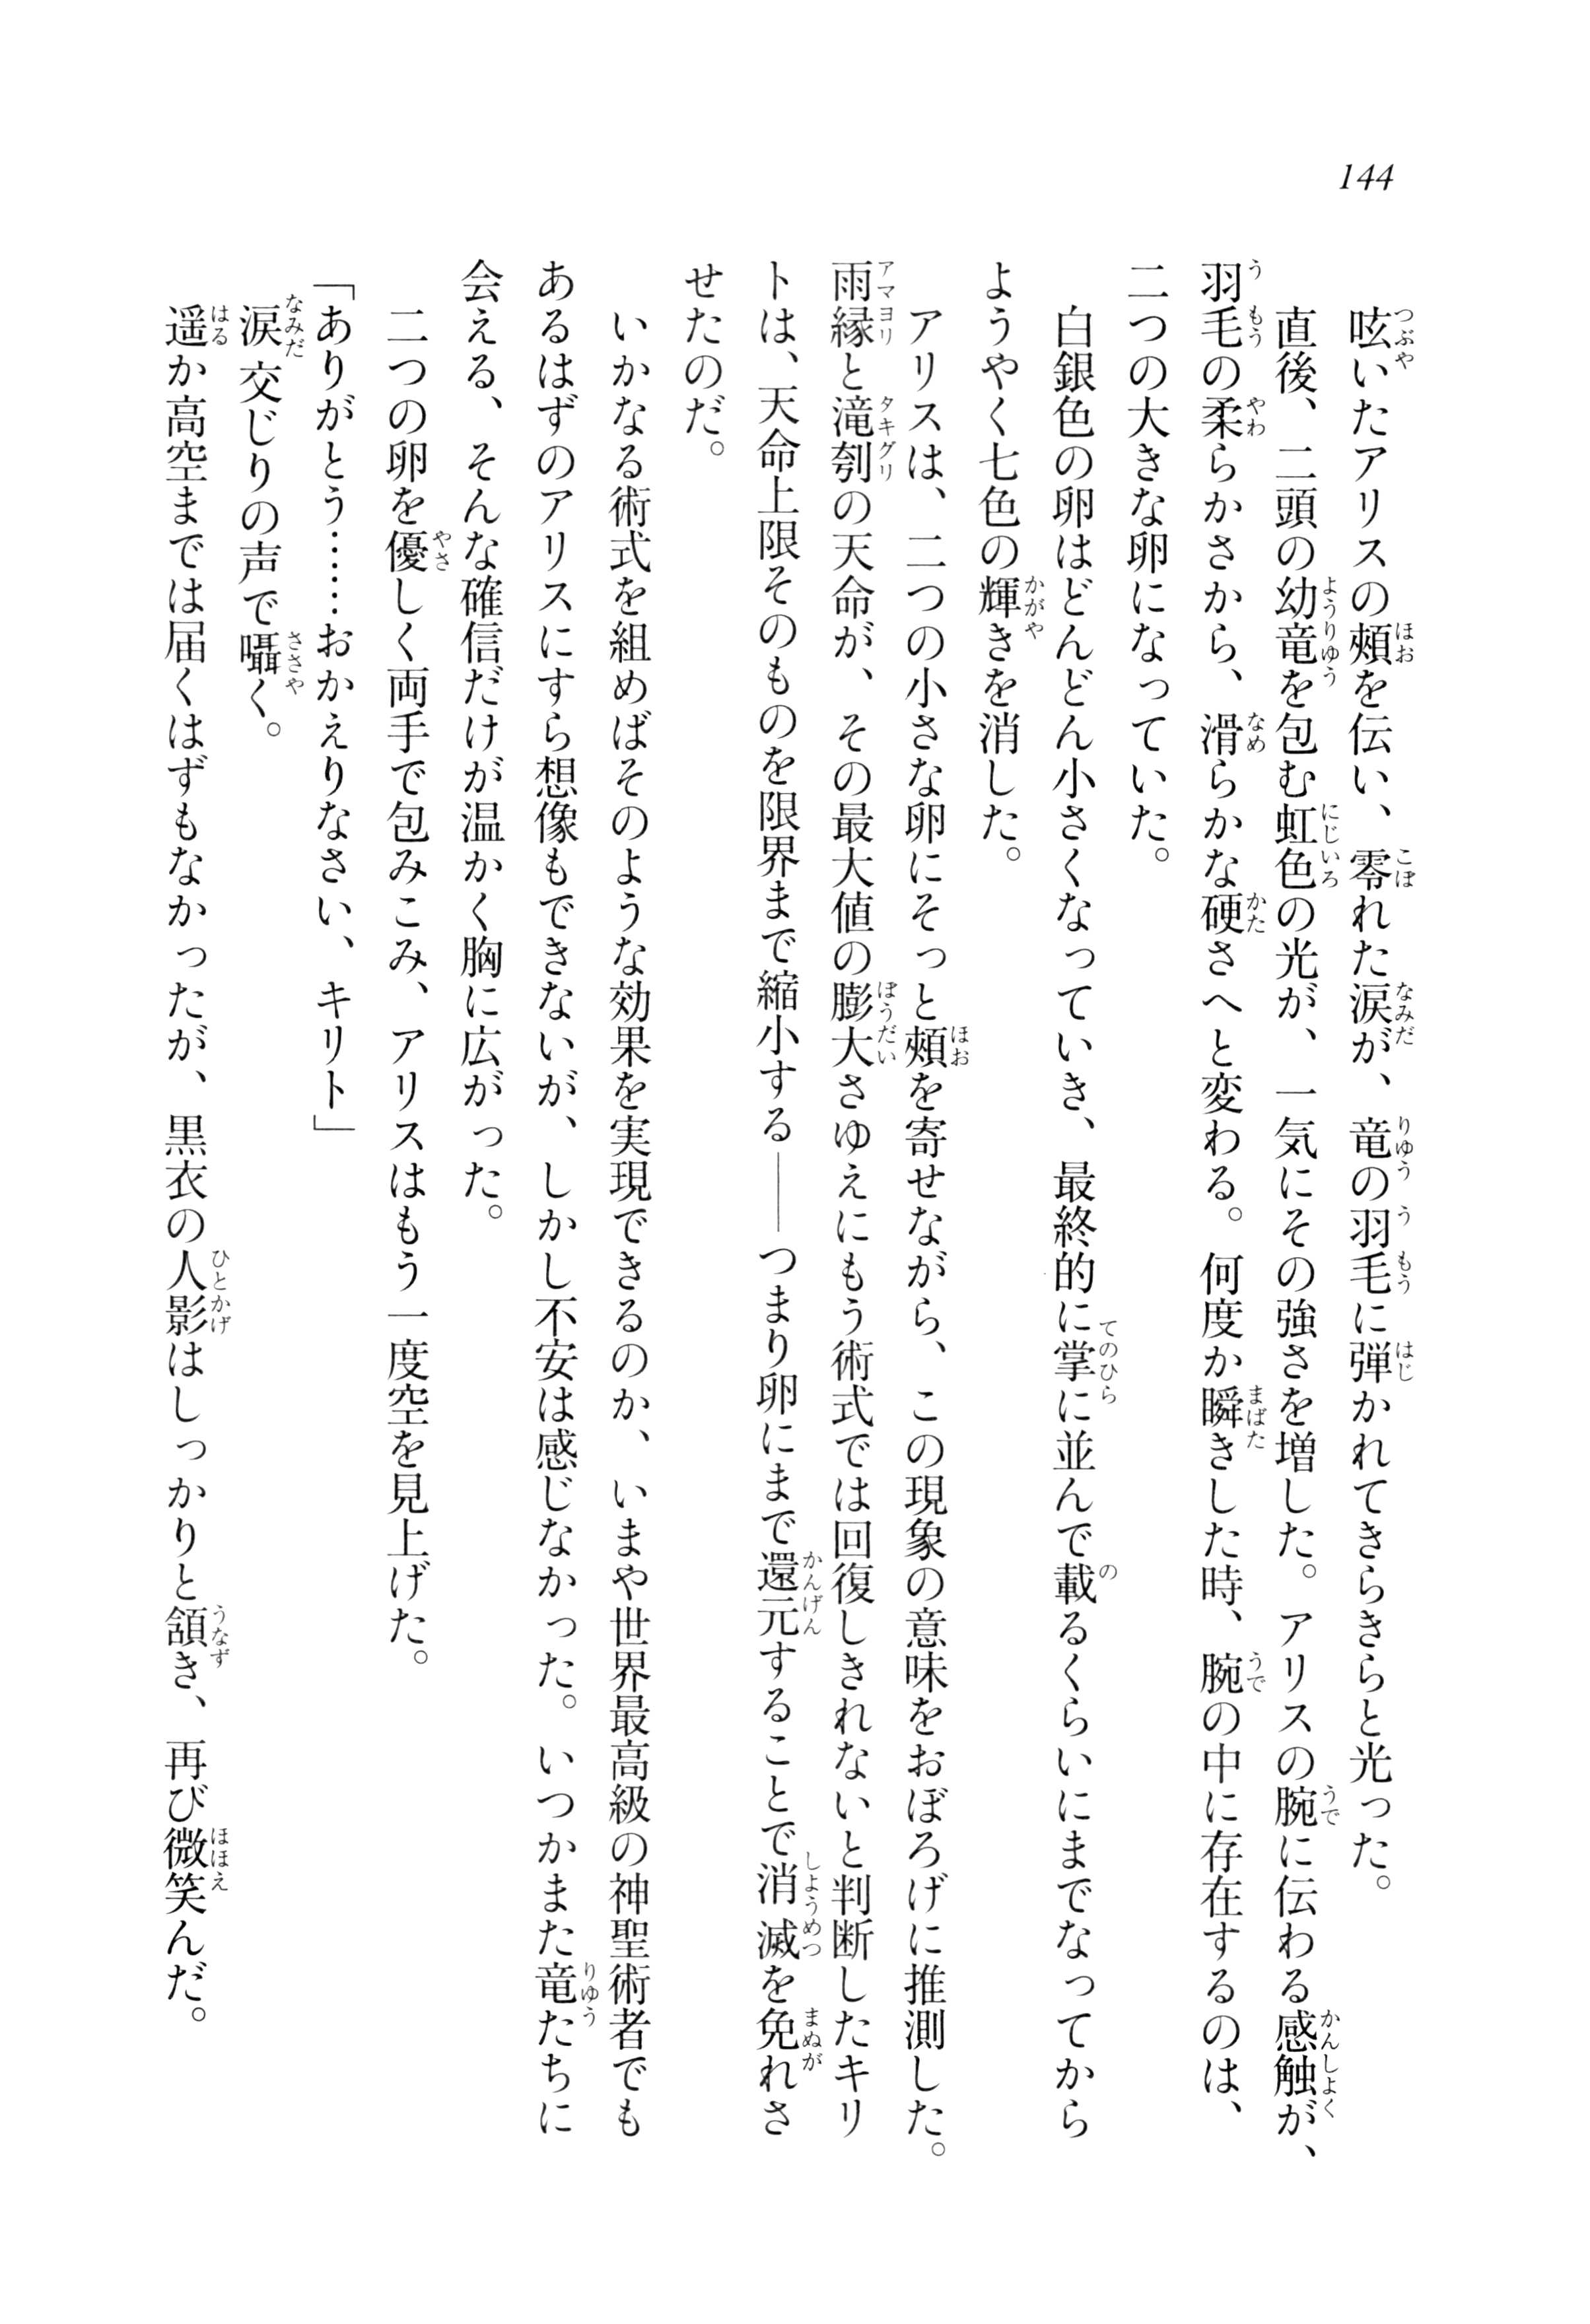 144
呟いたアリスの頰を伝い、零れた涙が、竜の羽毛に弾かれてきらきらと光った。
直後、二頭の幼竜を包む虹色の光が、一気にその強さを増した。アリスの腕に伝わる感触が、
羽毛の柔らかさから、滑らかな硬さへと変わる。何度か瞬きした時、腕の中に存在するのは、
二つの大きな卵になっていた。
白銀色の卵はどんどん小さくなっていき、最終的に掌に並んで載るくらいにまでなってから
ようやく七色の輝きを消した。
アリスは、二つの小さな卵にそっと頰を寄せながら、この現象の意味をおぼろげに推測した。
雨縁と滝刳の天命が、その最大値の膨大さゆえにもう術式では回復しきれないと判断したキリ
トは、天命上限そのものを限界まで縮小する――つまり卵にまで還元することで消滅を免れさ
せたのだ。
いかなる術式を組めばそのような効果を実現できるのか、いまや世界最高級の神聖術者でも
あるはずのアリスにすら想像もできないが、しかし不安は感じなかった。いつかまた竜たちに
会える、そんな確信だけが温かく胸に広がった。
二つの卵を優しく両手で包みこみ、アリスはもう一度空を見上げた。
「ありがとう……おかえりなさい、キリト」
涙交じりの声で囁く。
遥か高空までは届くはずもなかったが、黒衣の人影はしっかりと頷き、再び微笑んだ。